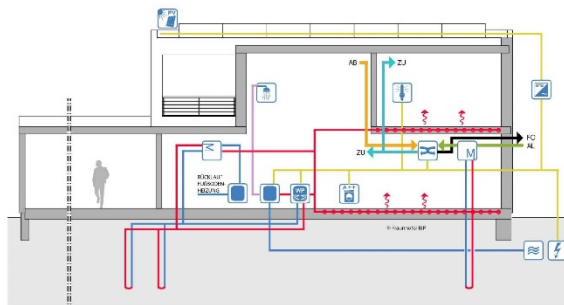 PV
AB
ZU
FO
AL
ZU
M
RÜCKLAUF
FUßBODEN-
HEIZUNG
WP
A++
© Fraunhofer IBP